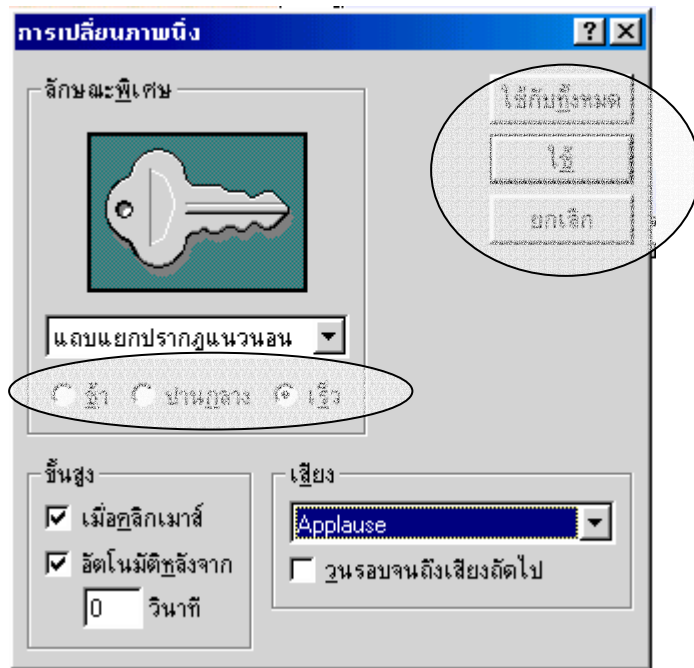 การเปลี่ยนภาพนิ่ง
ลักษณะพิเศษ
ใช้กับทั้งหมด
ใช้
ยกเลิก
แถบแยกปรากฎแนวนอน
ช้า ปานกลาง เร็ว
ขั้นสูง
เมื่อคลิกเมาส์
อัตโนมัติหลังจาก
0 วินาที
เสียง
Applause
วนรอบจนถึงเสียงถัดไป